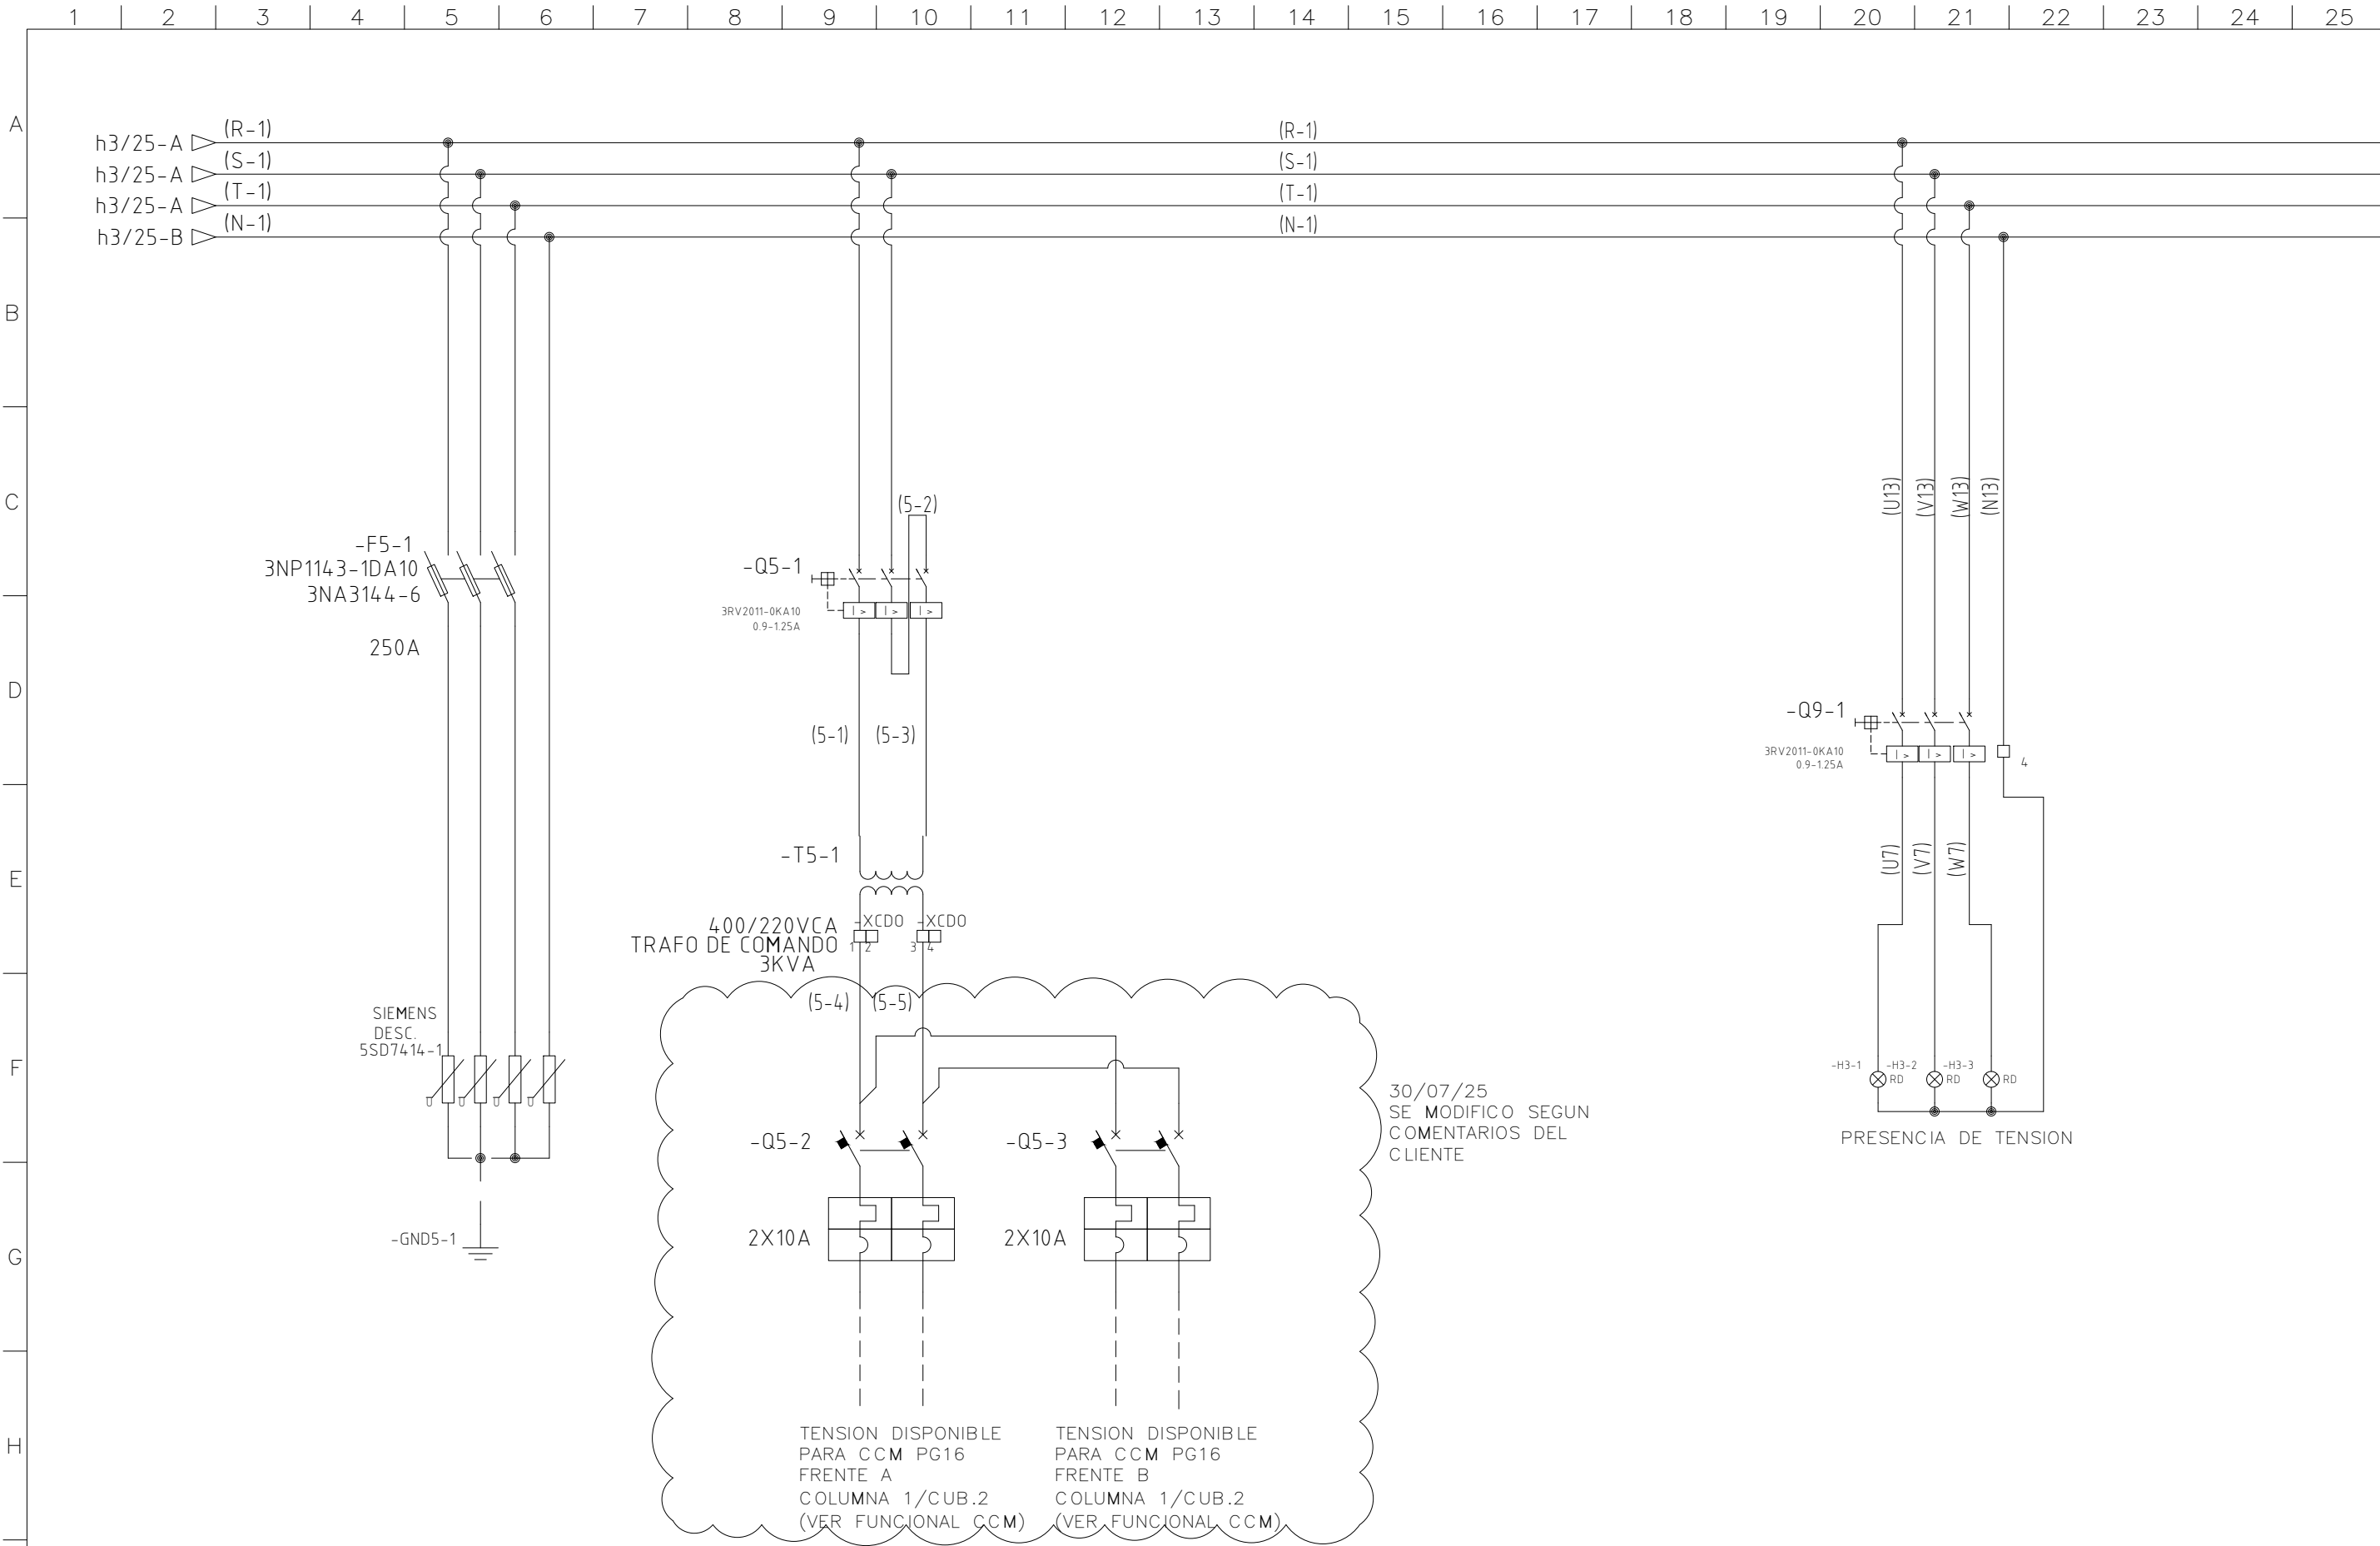 1 2 3 4 5 6 7 8 9 10 11 12 13 14 15 16 17 18 19 20 21 22 23 24 25
A
B
C
D
E
F
G
H
h3/25-A (R-1) (R-1)
h3/25-A (S-1) (S-1)
h3/25-A (T-1) (T-1)
h3/25-B (N-1) (N-1)
-F5-1
3NP1143-1DA10
3NA3144-6
250A
SIEMENS
DESC.
5SD7414-1
U U U U
-GND5-1
(5-2)
-Q5-1
3RV2011-0KA10
0.9-1.25A
I > I > I >
(5-1) (5-3)
-T5-1
400/220VCA
TRAFO DE COMANDO
3KVA
-XCDO -XCDO
1 2 3 4
(5-4) (5-5)
-Q5-2
2X10A
-Q5-3
2X10A
TENSION DISPONIBLE
PARA CCM PG16
FRENTE A
COLUMNA 1/CUB.2
(VER FUNCIONAL CCM)
TENSION DISPONIBLE
PARA CCM PG16
FRENTE B
COLUMNA 1/CUB.2
(VER FUNCIONAL CCM)
30/07/25
SE MODIFICO SEGUN
COMENTARIOS DEL
CLIENTE
(U13) (V13) (W13) (N13)
-Q9-1
3RV2011-0KA10
0.9-1.25A
I > I > I >
4
(U7) (V7) (W7)
-H3-1 -H3-2 -H3-3
RD RD RD
PRESENCIA DE TENSION